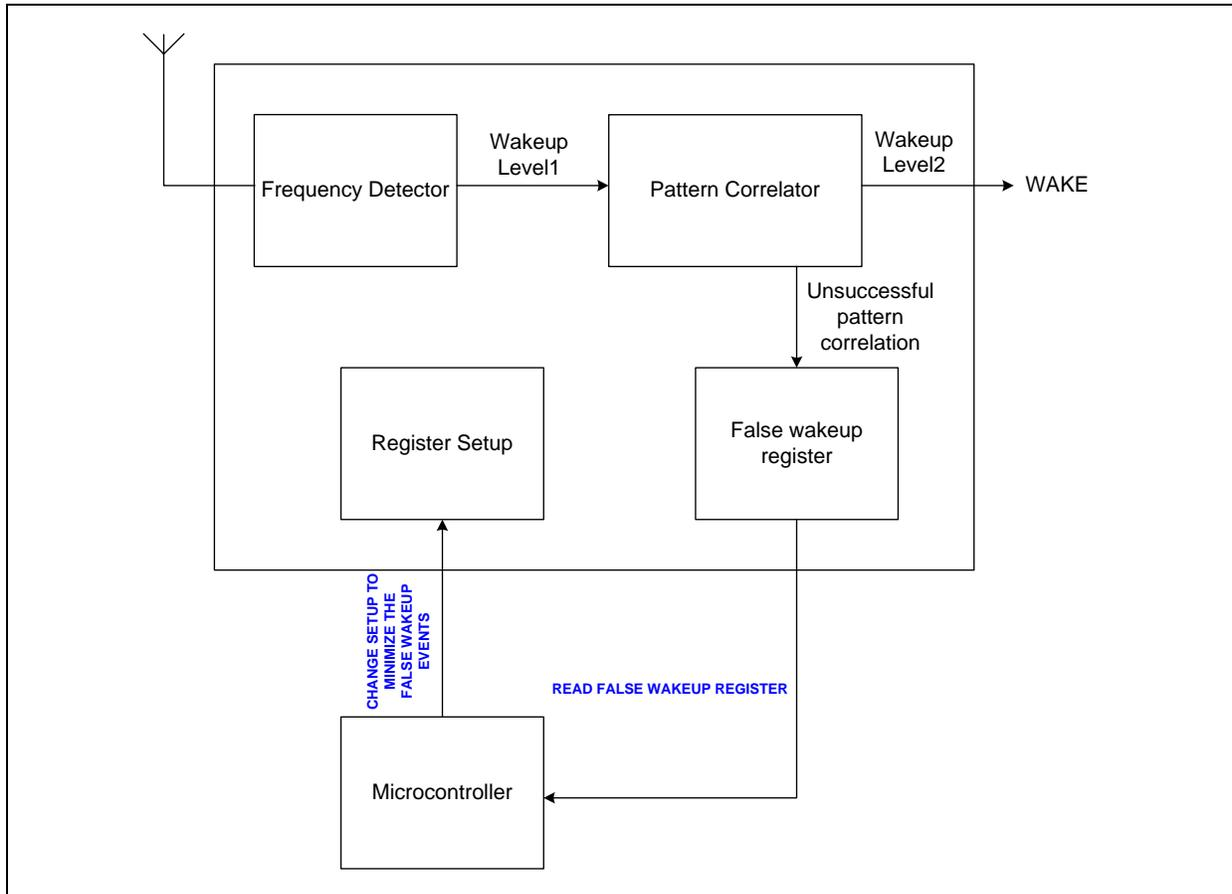 Wakeup
Level1
Wakeup
Level2
Frequency Detector
Pattern Correlator
WAKE
Unsuccessful
pattern
correlation
Register Setup
False wakeup
register
CHANGE SETUP TO
MINIMIZE THE
FALSE WAKEUP
EVENTS
READ FALSE WAKEUP REGISTER
Microcontroller